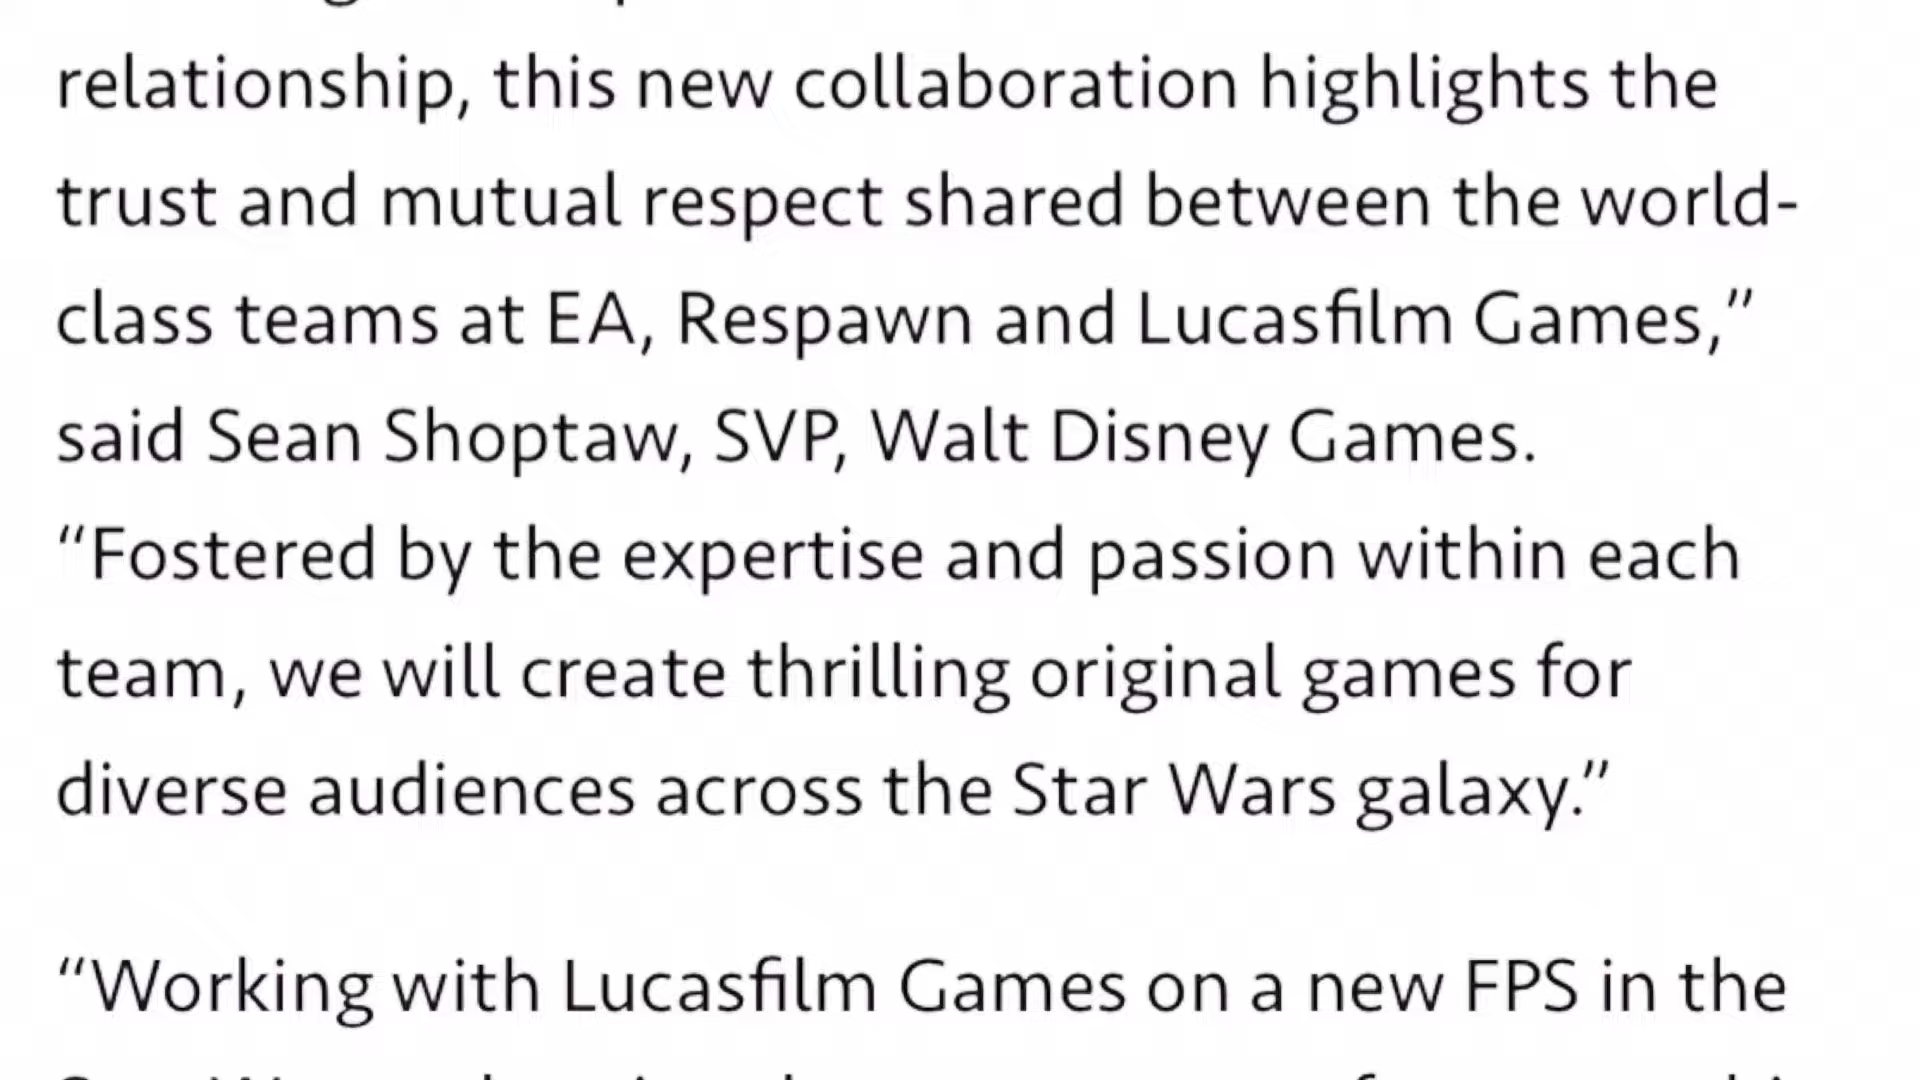 relationship, this new collaboration highlights the
trust and mutual respect shared between the world-
class teams at EA, Respawn and Lucasfilm Games,”
said Sean Shoptaw, SVP, Walt Disney Games.
“Fostered by the expertise and passion within each
team, we will create thrilling original games for
diverse audiences across the Star Wars galaxy.”
“Working with Lucasfilm Games on a new FPS in the